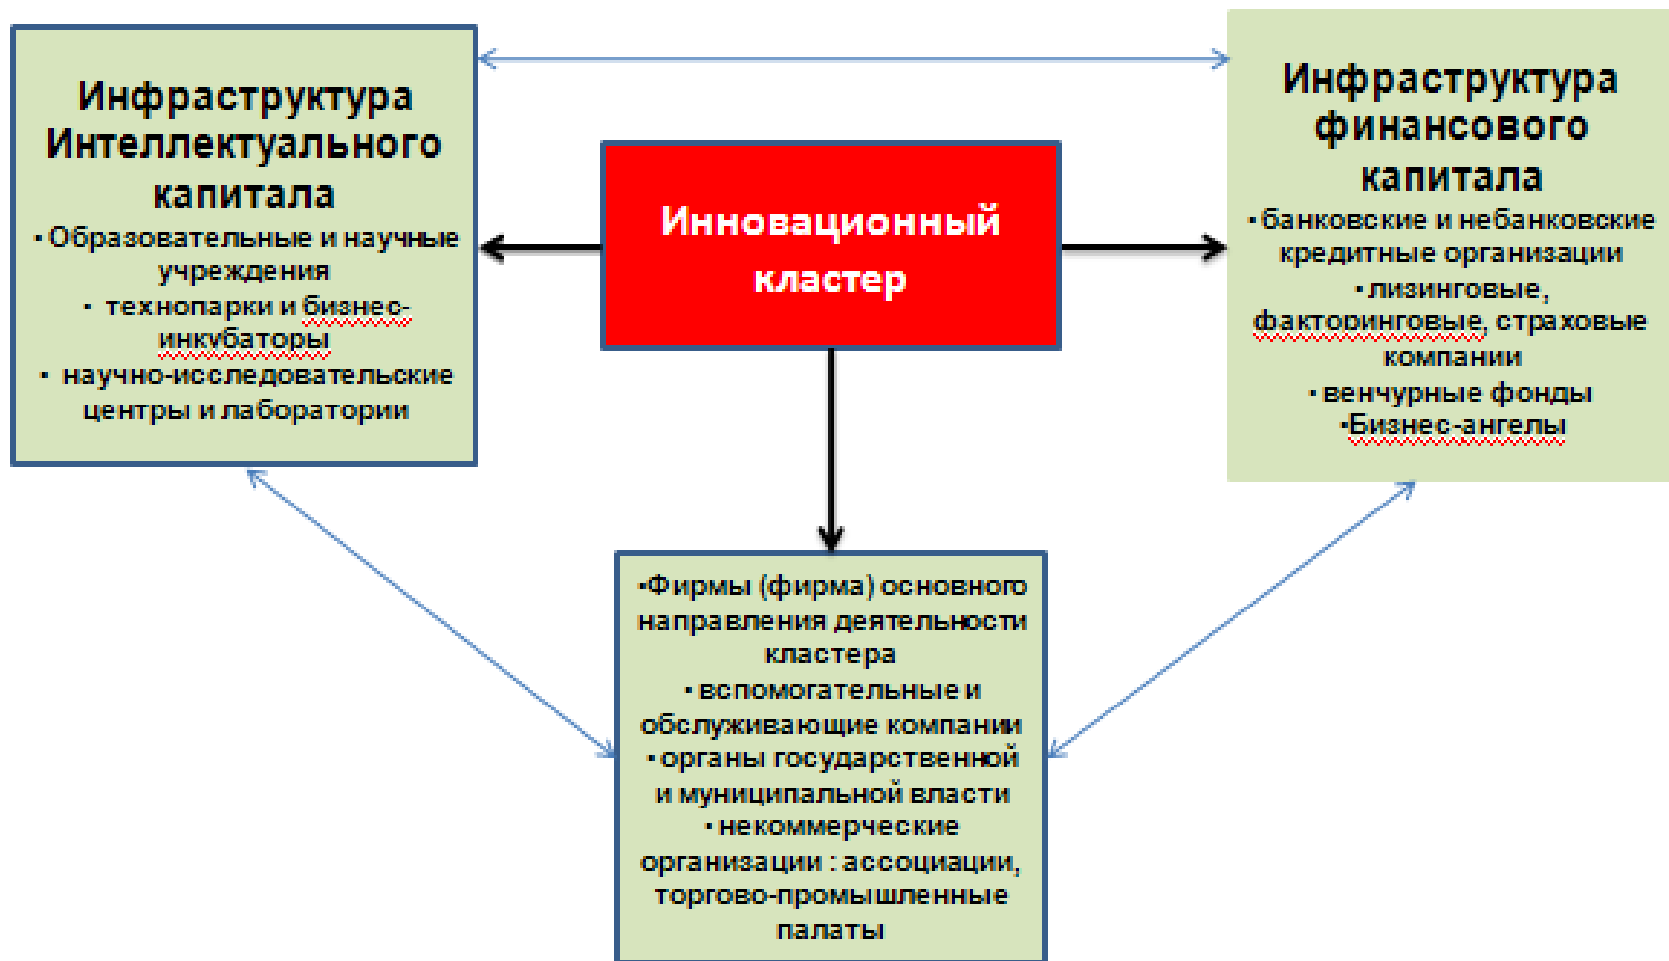 Инфраструктура
Интеллектуального
капитала
▪Образовательные и научные
учреждения
▪ технопарки и бизнес-
инкубаторы
▪ научно-исследовательские
центры и лаборатории
Инновационный
кластер
Инфраструктура
финансового
капитала
▪банковские и небанковские
кредитные организации
▪лизинговые,
факторинговые, страховые
компании
▪венчурные фонды
▪Бизнес-ангелы
▪Фирмы (фирма) основного
направления деятельности
кластера
▪вспомогательные и
обслуживающие компании
▪органы государственной
и муниципальной власти
▪некоммерческие
организации : ассоциации,
торгово-промышленные
палаты